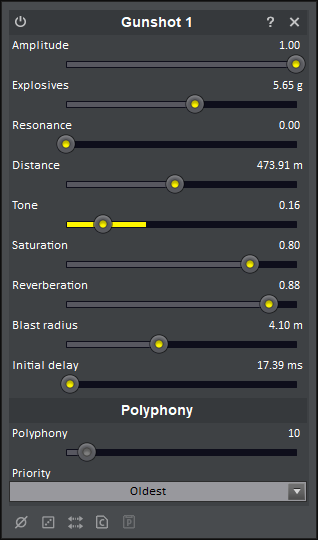 Gunshot 1 ? ×
Amplitude 1.00
Explosives 5.65 g
Resonance 0.00
Distance 473.91 m
Tone 0.16
Saturation 0.80
Reverberation 0.88
Blast radius 4.10 m
Initial delay 17.39 ms
Polyphony
Polyphony 10
Priority
Oldest
C P